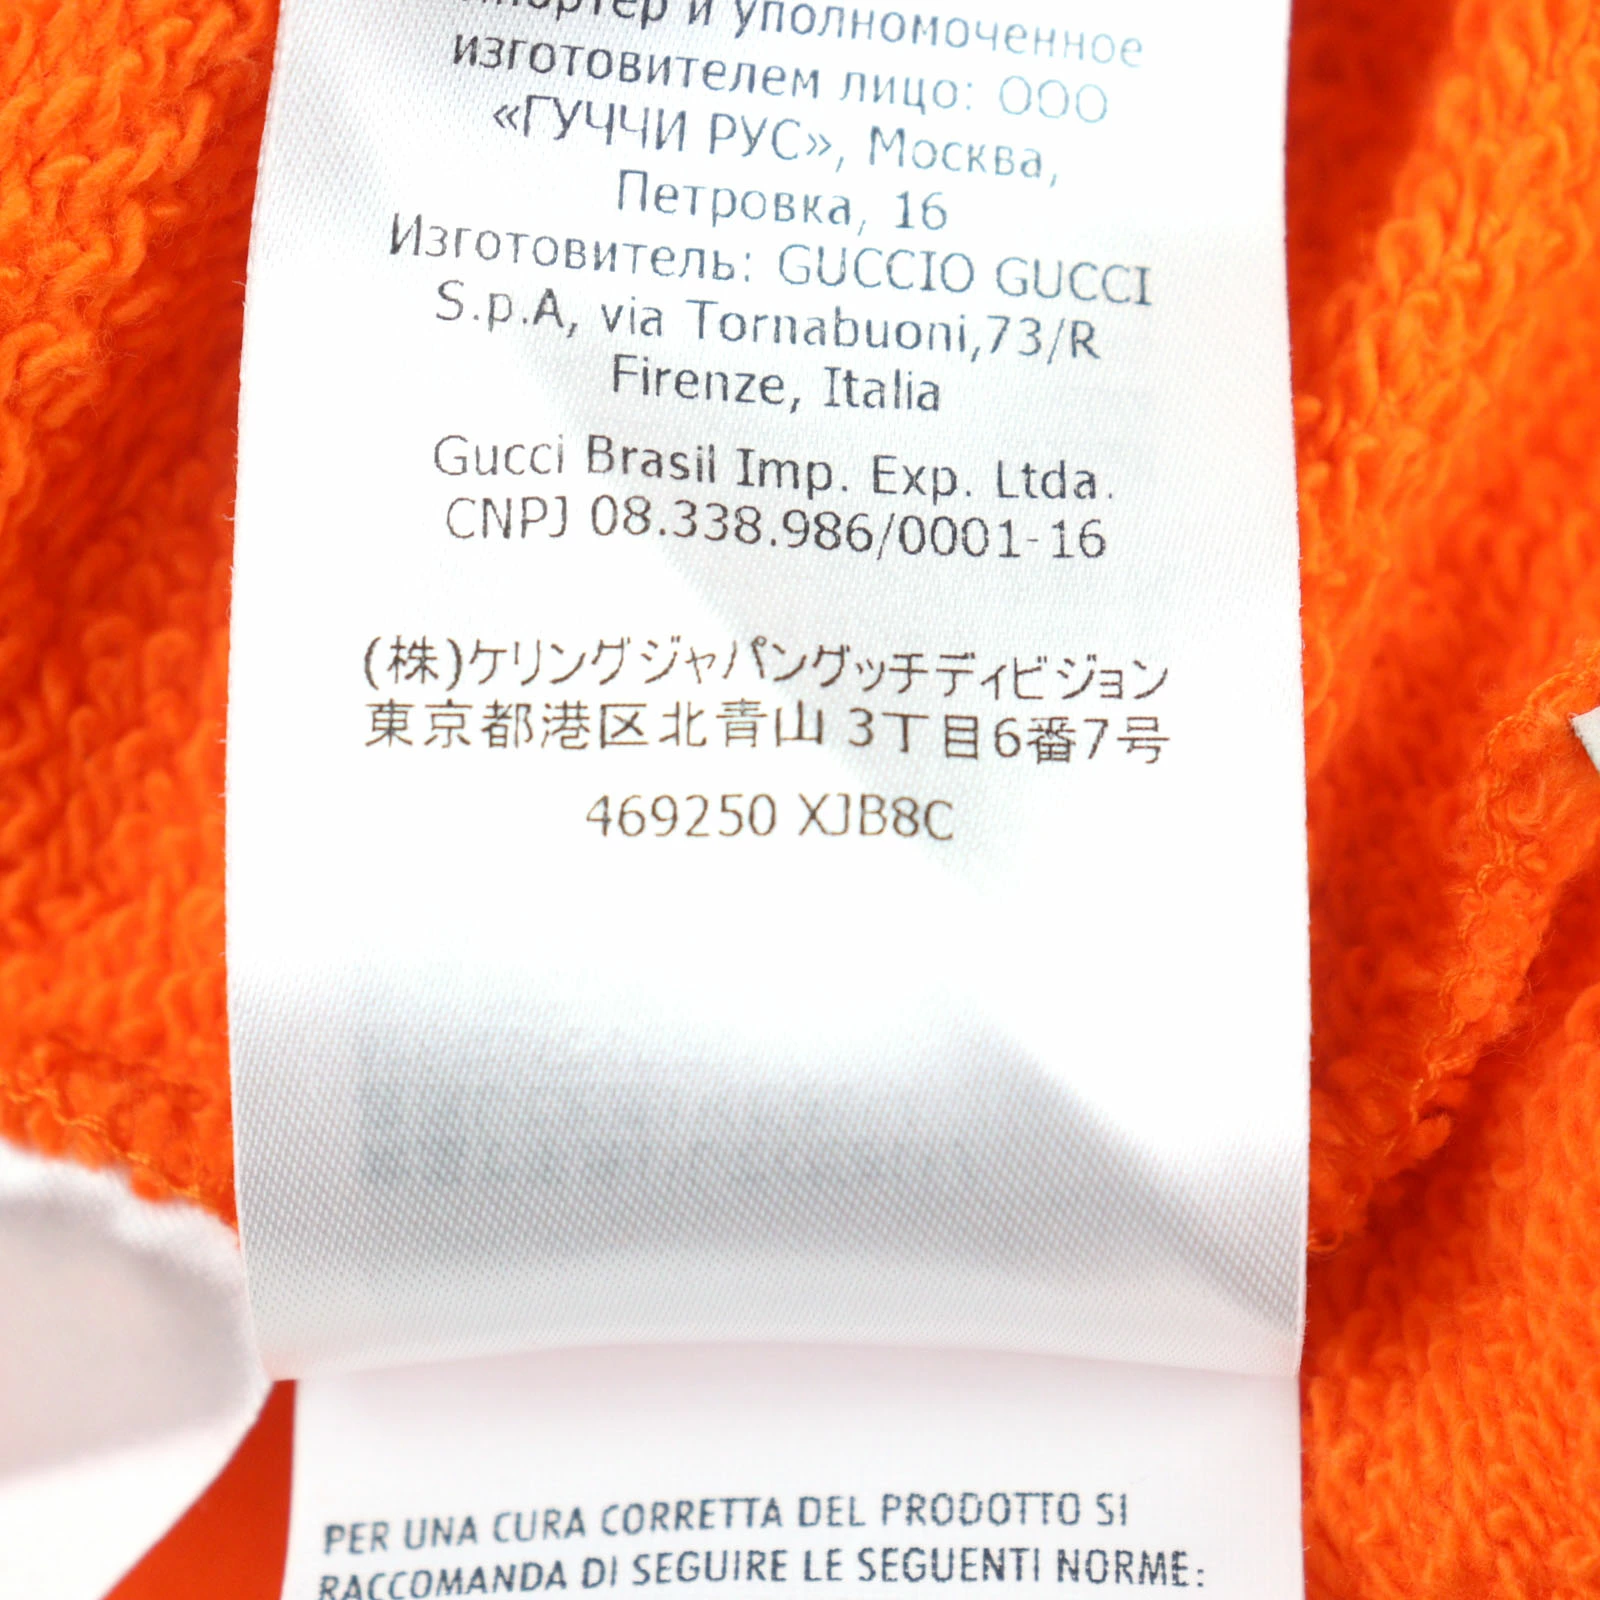 и уполномоченное
изготовителем лицо: ООО
«ГУЧЧИ РУС», Москва,
Петровка, 16
Изготовитель: GUCCIO GUCCI
S.p.A, via Tornabuoni,73/R
Firenze, Italia
Gucci Brasil Imp. Exp. Ltda.
CNPJ 08.338.986/0001-16
(株)ケリングジャパングッチディビジョン
東京都港区北青山 3丁目6番7号
469250 XJB8C
PER UNA CURA CORRETTA DEL PRODOTTO SI
RACCOMANDA DI SEGUIRE LE SEGUENTI NORME: